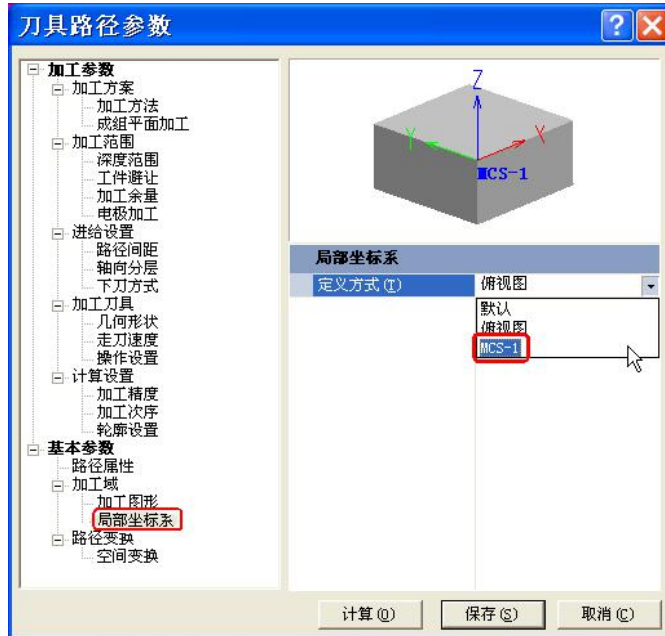 刀具路径参数
加工参数
加工方案
加工方法
成组平面加工
加工范围
深度范围
工件避让
加工余量
电极加工
进给设置
路径间距
轴向分层
下刀方式
加工刀具
几何形状
走刀速度
操作设置
计算设置
加工精度
加工次序
轮廓设置
基本参数
路径属性
加工域
加工图形
局部坐标系
路径变换
空间变换
Z
Y
X
MCS-1
局部坐标系
定义方式(T) 俯视图
默认
俯视图
MCS-1
计算(O) 保存(S) 取消(C)